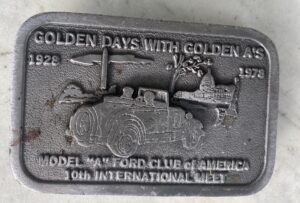 GOLDEN DAYS WITH GOLDEN A'S
1928 1978
MODEL "A" FORD CLUB of AMERICA
10th INTERNATIONAL MEET